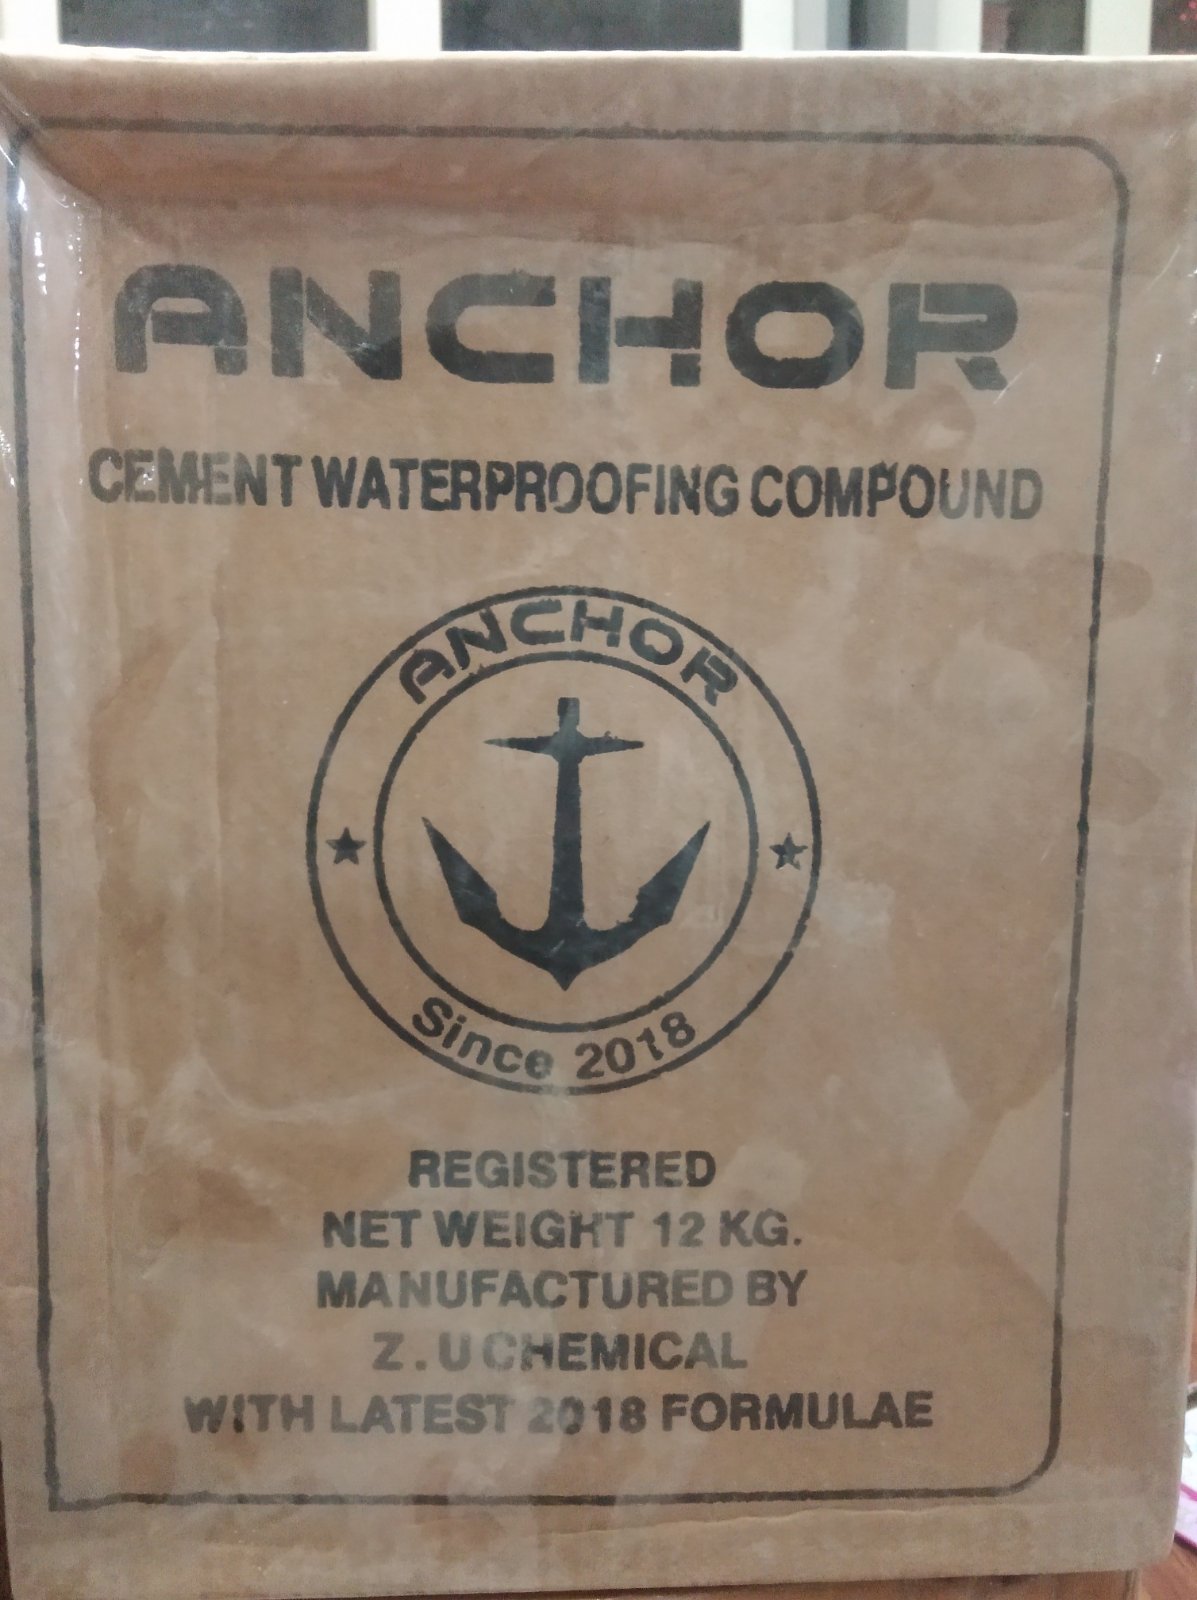 ANCHOR
CEMENT WATERPROOFING COMPOUND
ANCHOR
Since 2018
REGISTERED
NET WEIGHT 12 KG.
MANUFACTURED BY
Z.U CHEMICAL
WITH LATEST 2018 FORMULAE